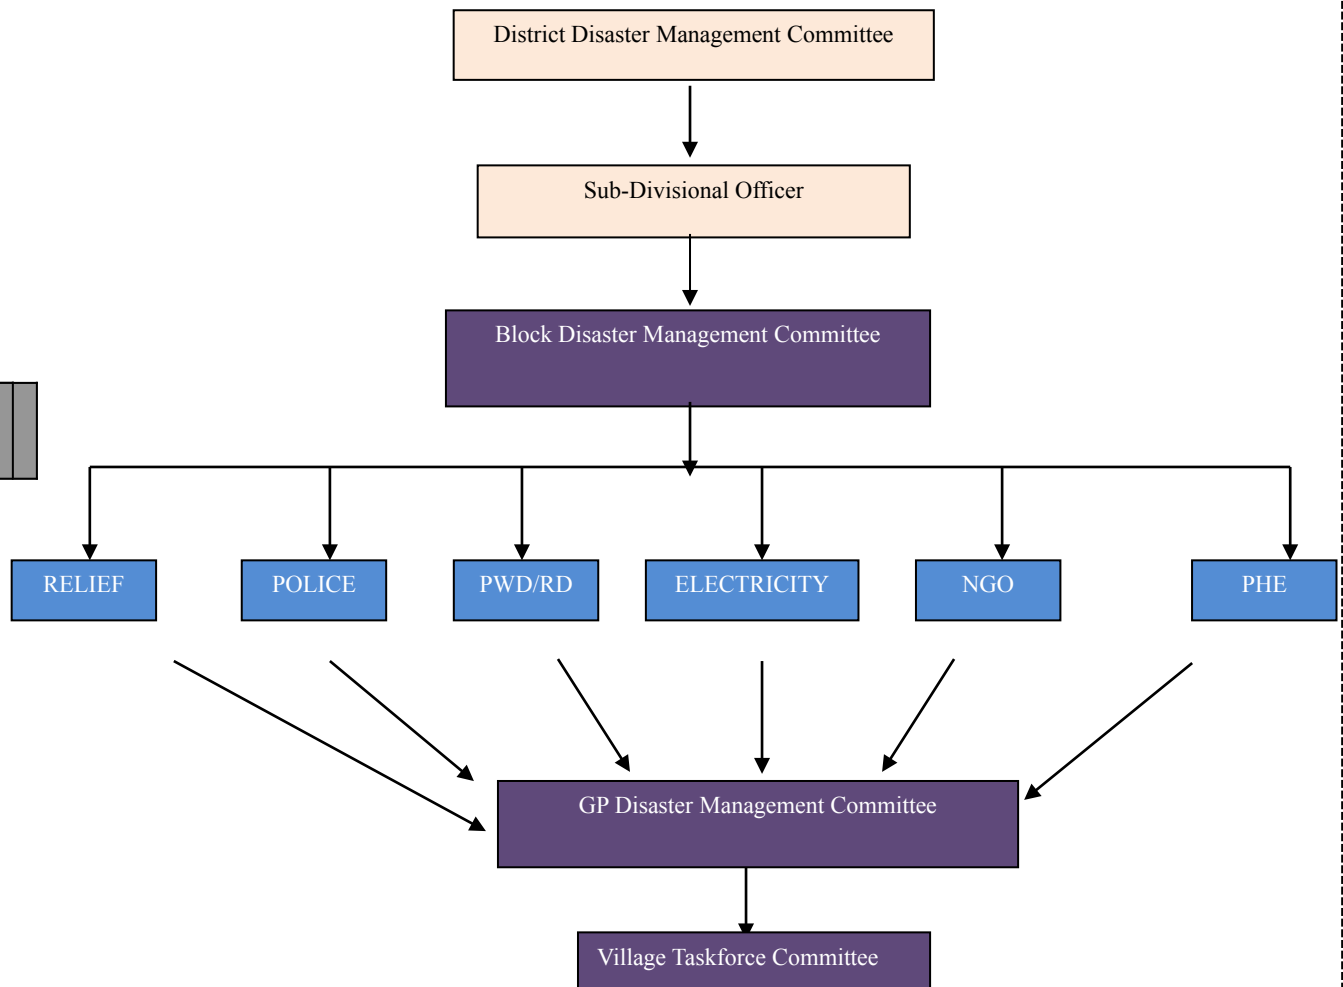 District Disaster Management Committee
Sub-Divisional Officer
Block Disaster Management Committee
RELIEF
POLICE
PWD/RD
ELECTRICITY
NGO
PHE
GP Disaster Management Committee
Village Taskforce Committee